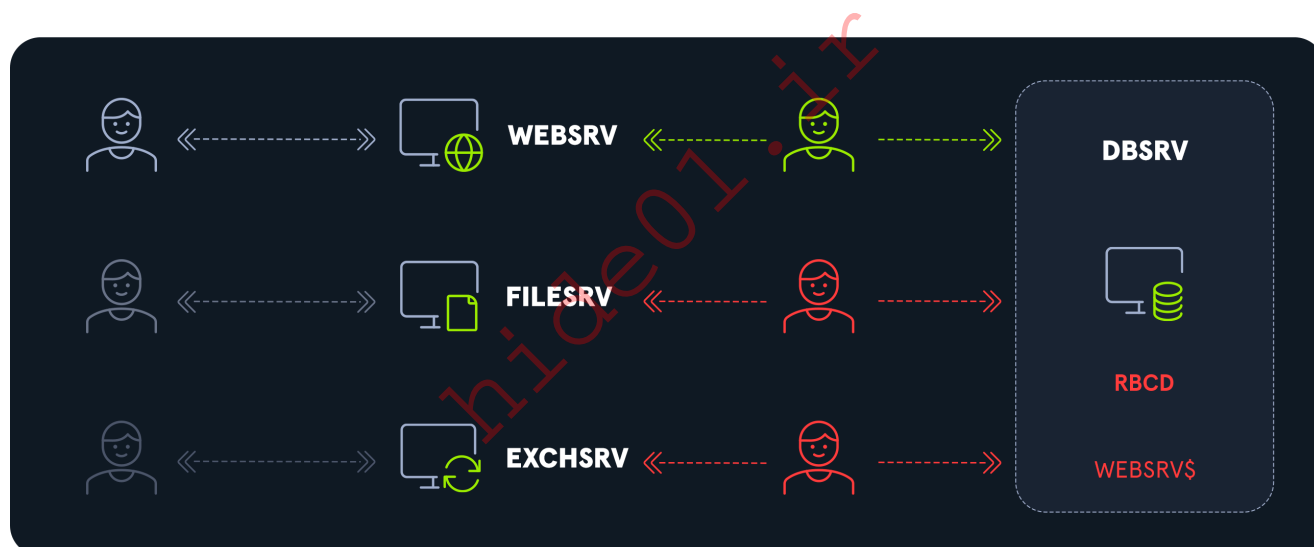 WEBSRV
DBSRV
FILESRV
RBCD
EXCHSRV
WEBSRV$
hide01.ir